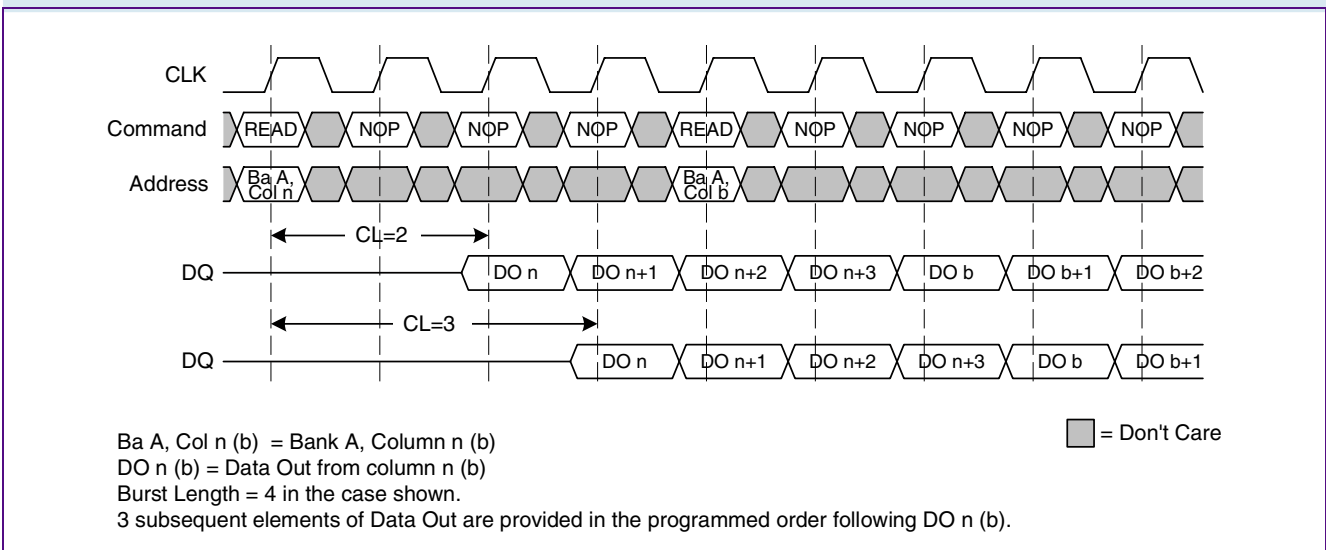 CLK
Command READ NOP NOP NOP READ NOP NOP NOP NOP
Address Ba A, Col n Ba A, Col b
CL=2
DQ DO n DO n+1 DO n+2 DO n+3 DO b DO b+1 DO b+2
CL=3
DQ DO n DO n+1 DO n+2 DO n+3 DO b DO b+1
Ba A, Col n (b) = Bank A, Column n (b)
= Don't Care
DO n (b) = Data Out from column n (b)
Burst Length = 4 in the case shown.
3 subsequent elements of Data Out are provided in the programmed order following DO n (b).